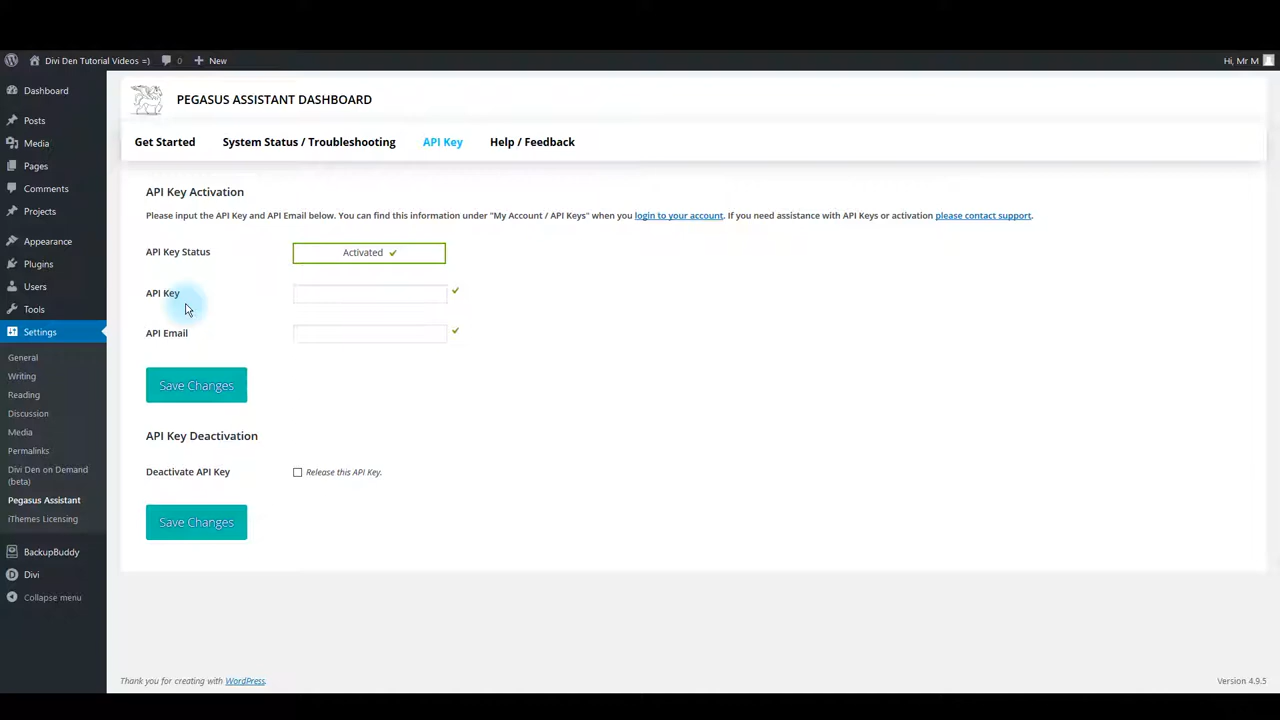 Divi Den Tutorial Videos =)
0
New
Hi, Mr M
Dashboard
Posts
Media
Pages
Comments
Projects
Appearance
Plugins
Users
Tools
Settings
General
Writing
Reading
Discussion
Media
Permalinks
Divi Den on Demand
(beta)
Pegasus Assistant
iThemes Licensing
BackupBuddy
Divi
Collapse menu
PEGASUS ASSISTANT DASHBOARD
Get Started
System Status / Troubleshooting
API Key
Help / Feedback
API Key Activation
Please input the API Key and API Email below. You can find this information under "My Account / API Keys" when you login to your account. If you need assistance with API Keys or activation please contact support.
API Key Status
Activated
API Key
API Email
Save Changes
API Key Deactivation
Deactivate API Key
Release this API Key.
Save Changes
Thank you for creating with WordPress.
Version 4.9.5